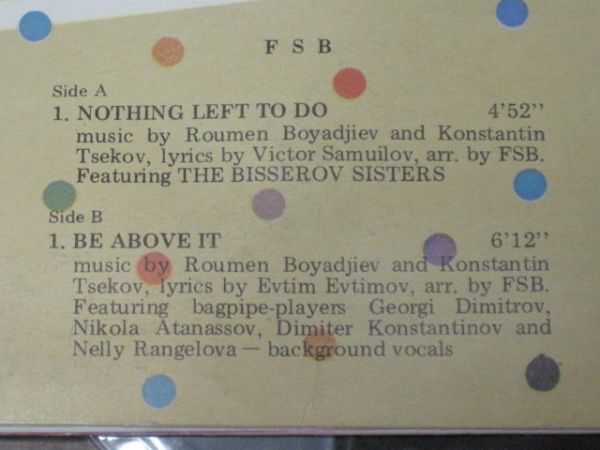 F S B
Side A
1. NOTHING LEFT TO DO 4'52''
music by Roumen Boyadjiev and Konstantin
Tsekov, lyrics by Victor Samuilov, arr. by FSB.
Featuring THE BISSEROV SISTERS
Side B
1. BE ABOVE IT 6'12''
music by Roumen Boyadjiev and Konstantin
Tsekov, lyrics by Evtim Evtimov, arr. by FSB.
Featuring bagpipe-players Georgi Dimitrov,
Nikola Atanassov, Dimiter Konstantinov and
Nelly Rangelova — background vocals